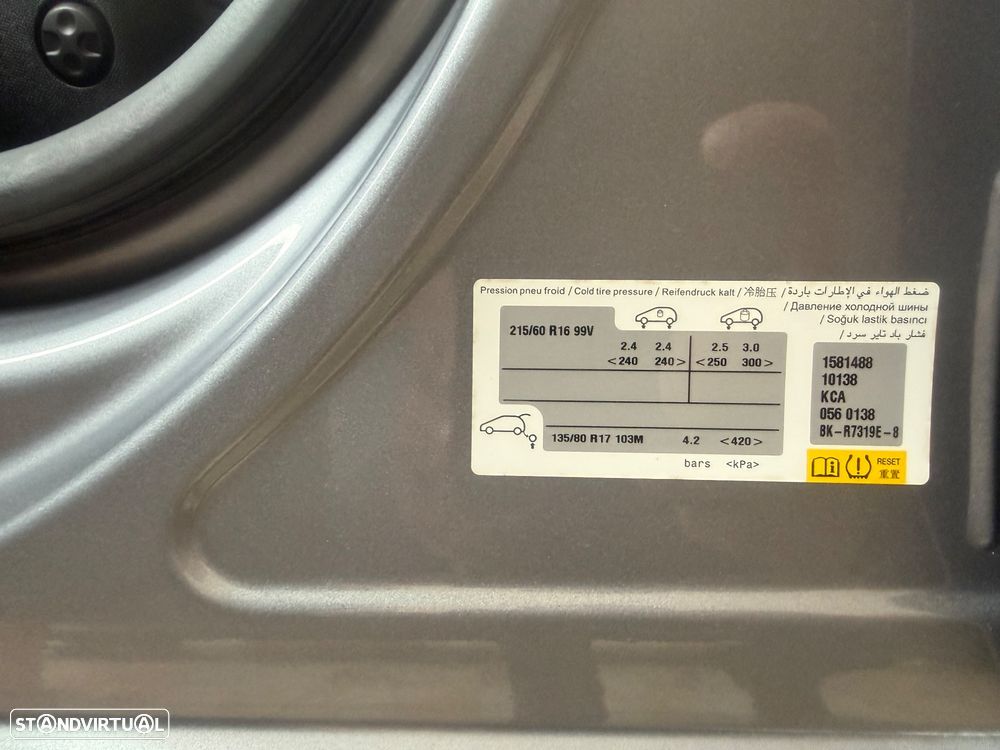 Pression pneu froid / Cold tire pressure / Reifendruck kalt / 冷胎压 / ضغط الهواء في الإطارات باردة
/ Давление холодной шины
/ Soğuk lastik basıncı
/ فشار باد تایر سرد
215/60 R16 99V
2.4 2.4 2.5 3.0
<240 240> <250 300>
135/80 R17 103M 4.2 <420>
bars <kPa>
1581488
10138
KCA
056 0138
BK-R7319E-8
RESET
重置
STANDVIRTUAL